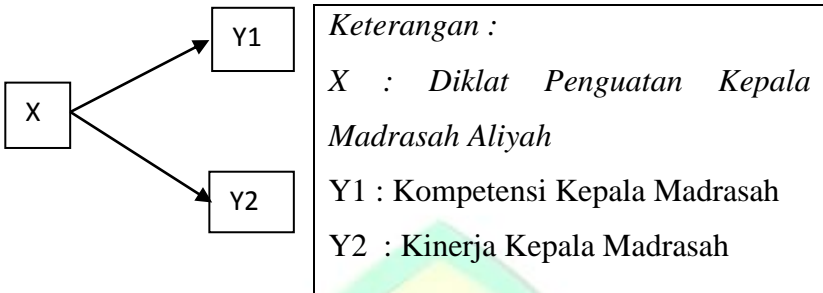 Y1
X
Y2
Keterangan :
X : Diklat Penguatan Kepala
Madrasah Aliyah
Y1 : Kompetensi Kepala Madrasah
Y2 : Kinerja Kepala Madrasah